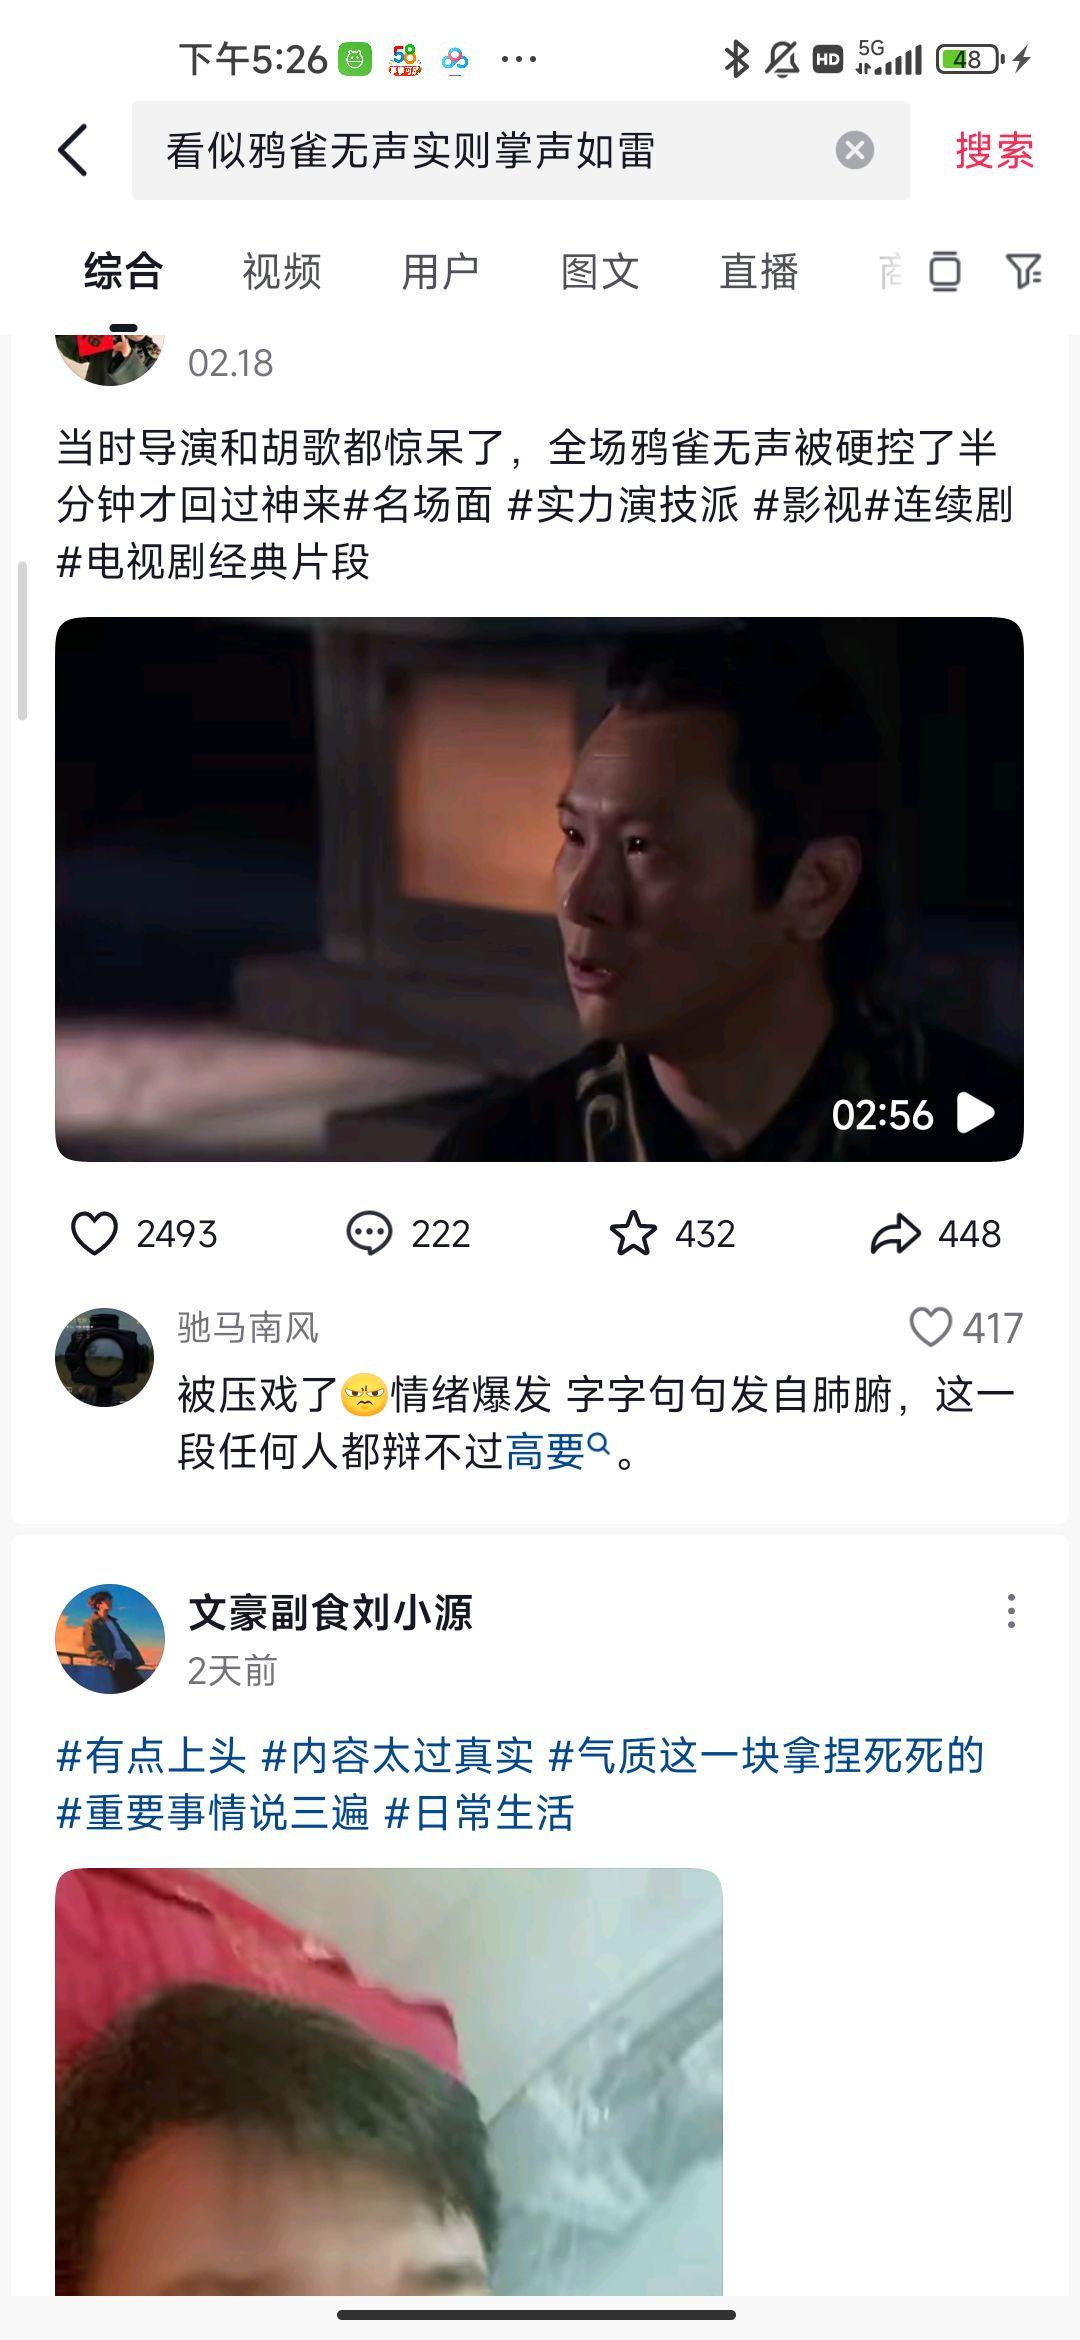 下午5:26 58 ... HD 5G 48
看似鸦雀无声实则掌声如雷 搜索
综合 视频 用户 图文 直播
02.18
当时导演和胡歌都惊呆了，全场鸦雀无声被硬控了半
分钟才回过神来#名场面 #实力演技派 #影视#连续剧
#电视剧经典片段
02:56
2493 222 432 448
驰马南风 417
被压戏了情绪爆发 字字句句发自肺腑，这一
段任何人都辩不过高要。
文豪副食刘小源
2天前
#有点上头 #内容太过真实 #气质这一块拿捏死死的
#重要事情说三遍 #日常生活